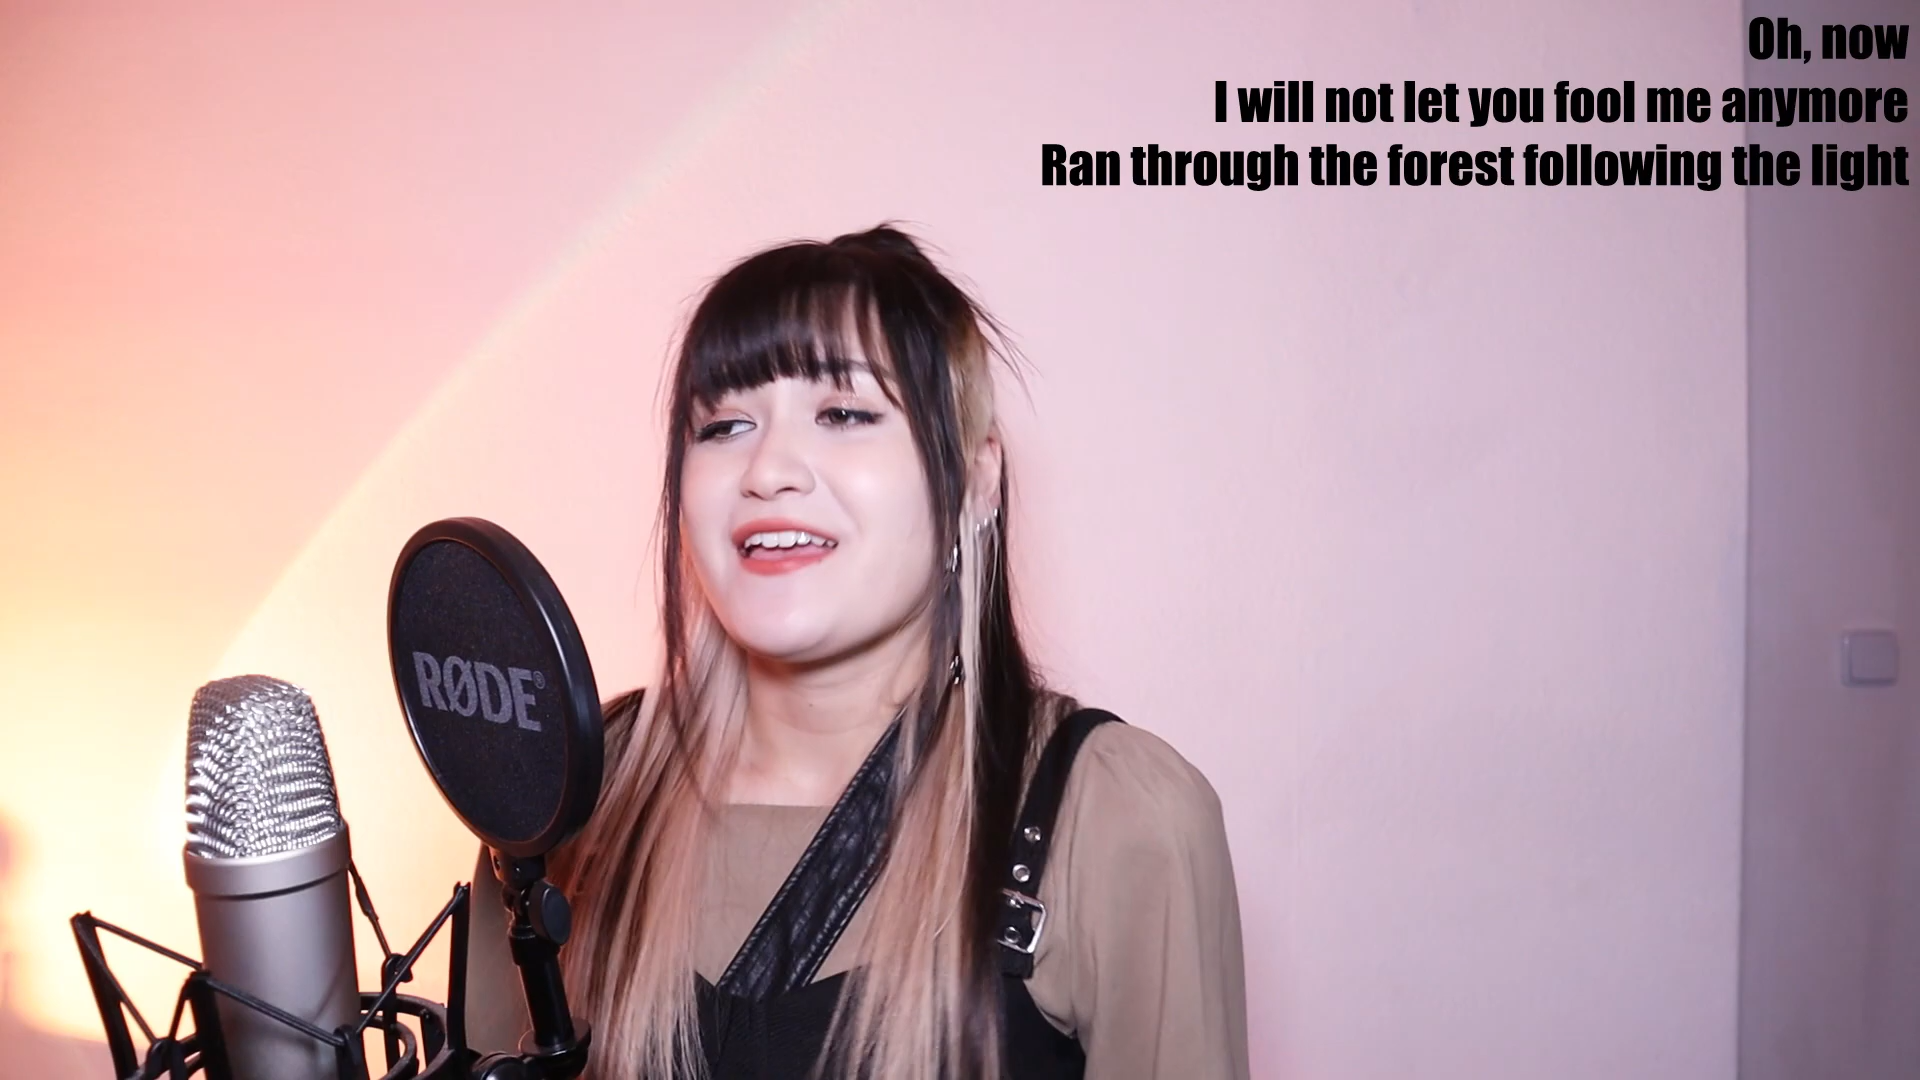 Oh, now
I will not let you fool me anymore
Ran through the forest following the light
RØDE®